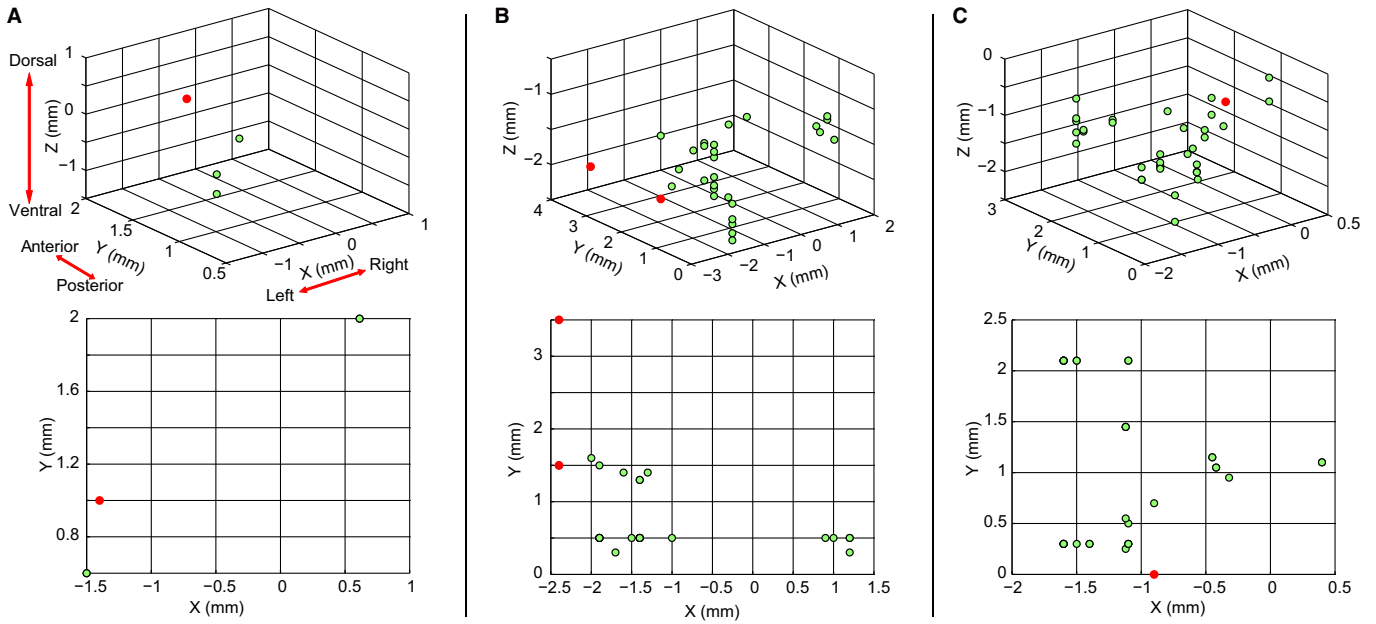 A
B
C
Dorsal
Ventral
Anterior
Posterior
Left
Right
Z (mm)
1
0
−1
Y (mm)
2
1.5
1
0.5
X (mm)
−1
0
1
Z (mm)
−1
−2
Y (mm)
4
3
2
1
0
X (mm)
−3
−2
−1
0
1
2
Z (mm)
0
−1
−2
Y (mm)
3
2
1
0
X (mm)
−2
−1
0
0.5
Y (mm)
2
1.6
1.2
0.8
−1.5
−1
−0.5
0
0.5
1
X (mm)
Y (mm)
3
2
1
0
−2.5
−2
−1.5
−1
−0.5
0
0.5
1
1.5
X (mm)
Y (mm)
2.5
2
1.5
1
0.5
0
−2
−1.5
−1
−0.5
0
0.5
X (mm)